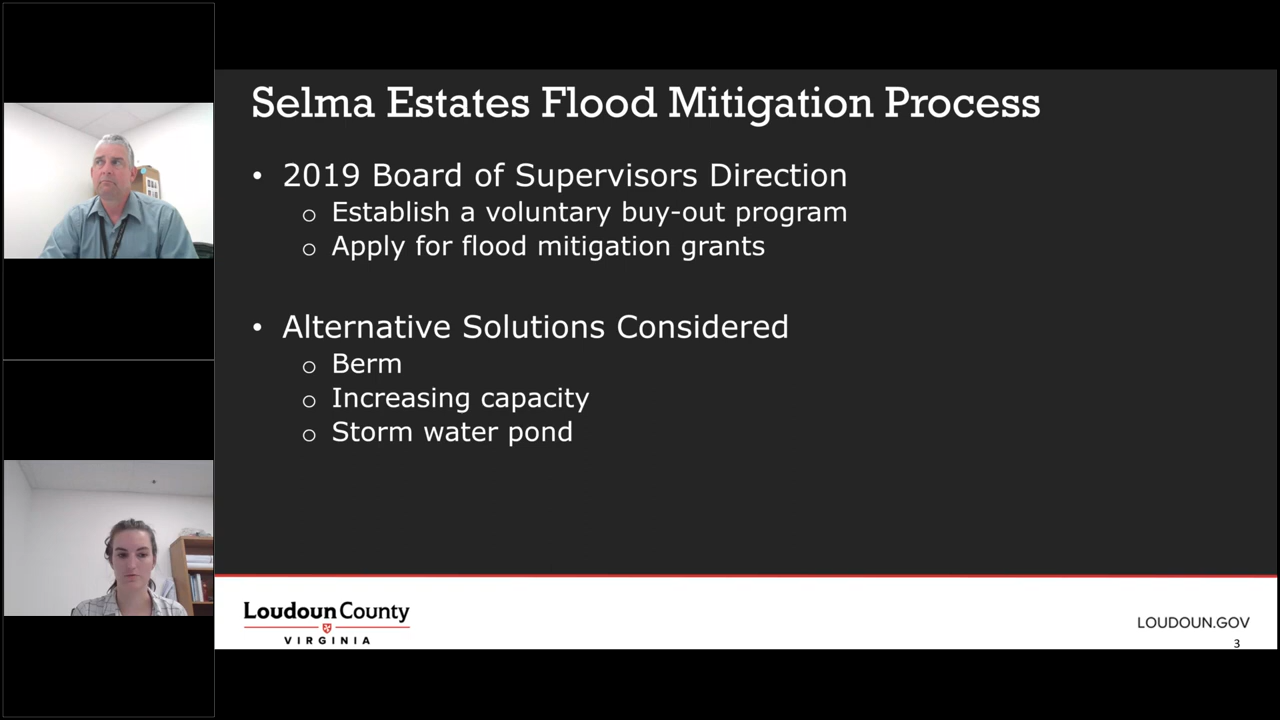 Selma Estates Flood Mitigation Process
• 2019 Board of Supervisors Direction
o Establish a voluntary buy-out program
o Apply for flood mitigation grants
• Alternative Solutions Considered
o Berm
o Increasing capacity
o Storm water pond
Loudoun County
VIRGINIA
LOUDOUN.GOV
3